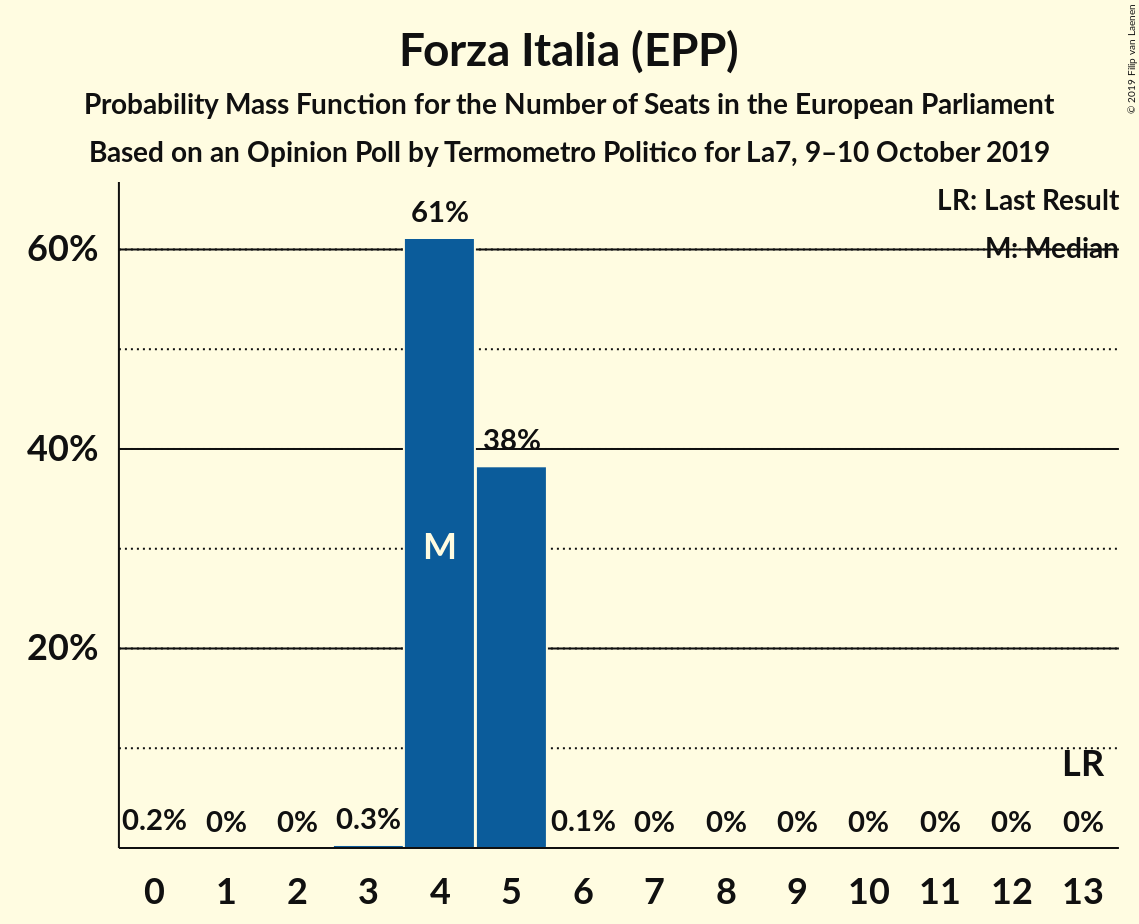 Forza Italia (EPP)
Probability Mass Function for the Number of Seats in the European Parliament
Based on an Opinion Poll by Termometro Politico for La7, 9–10 October 2019
© 2019 Filip van Laenen
LR: Last Result
M: Median
61%
60%
38%
40%
M
20%
LR
0.2% 0% 0% 0.3% 0.1% 0% 0% 0% 0% 0% 0% 0%
0 1 2 3 4 5 6 7 8 9 10 11 12 13